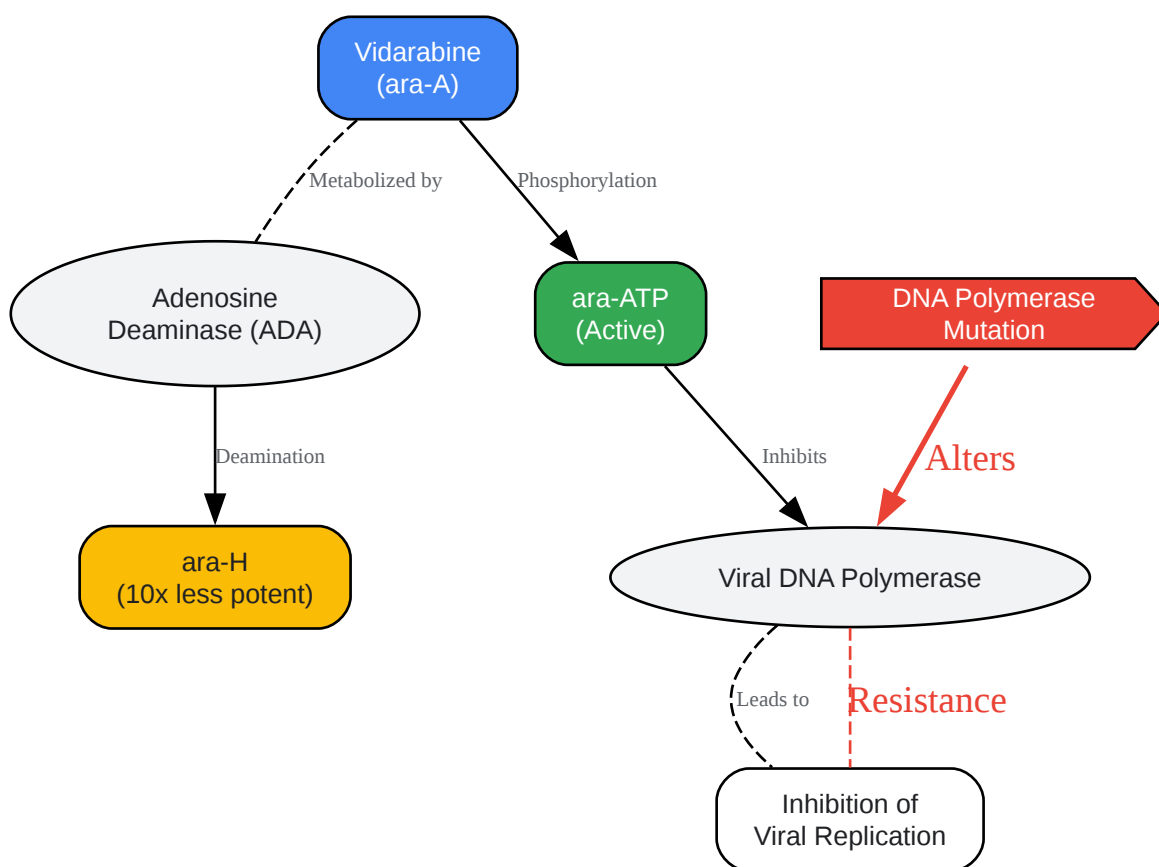 Vidarabine
(ara-A)
Metabolized by
Phosphorylation
Adenosine
Deaminase (ADA)
ara-ATP
(Active)
DNA Polymerase
Mutation
Deamination
Inhibits
Alters
ara-H
(10x less potent)
Viral DNA Polymerase
Leads to
Resistance
Inhibition of
Viral Replication